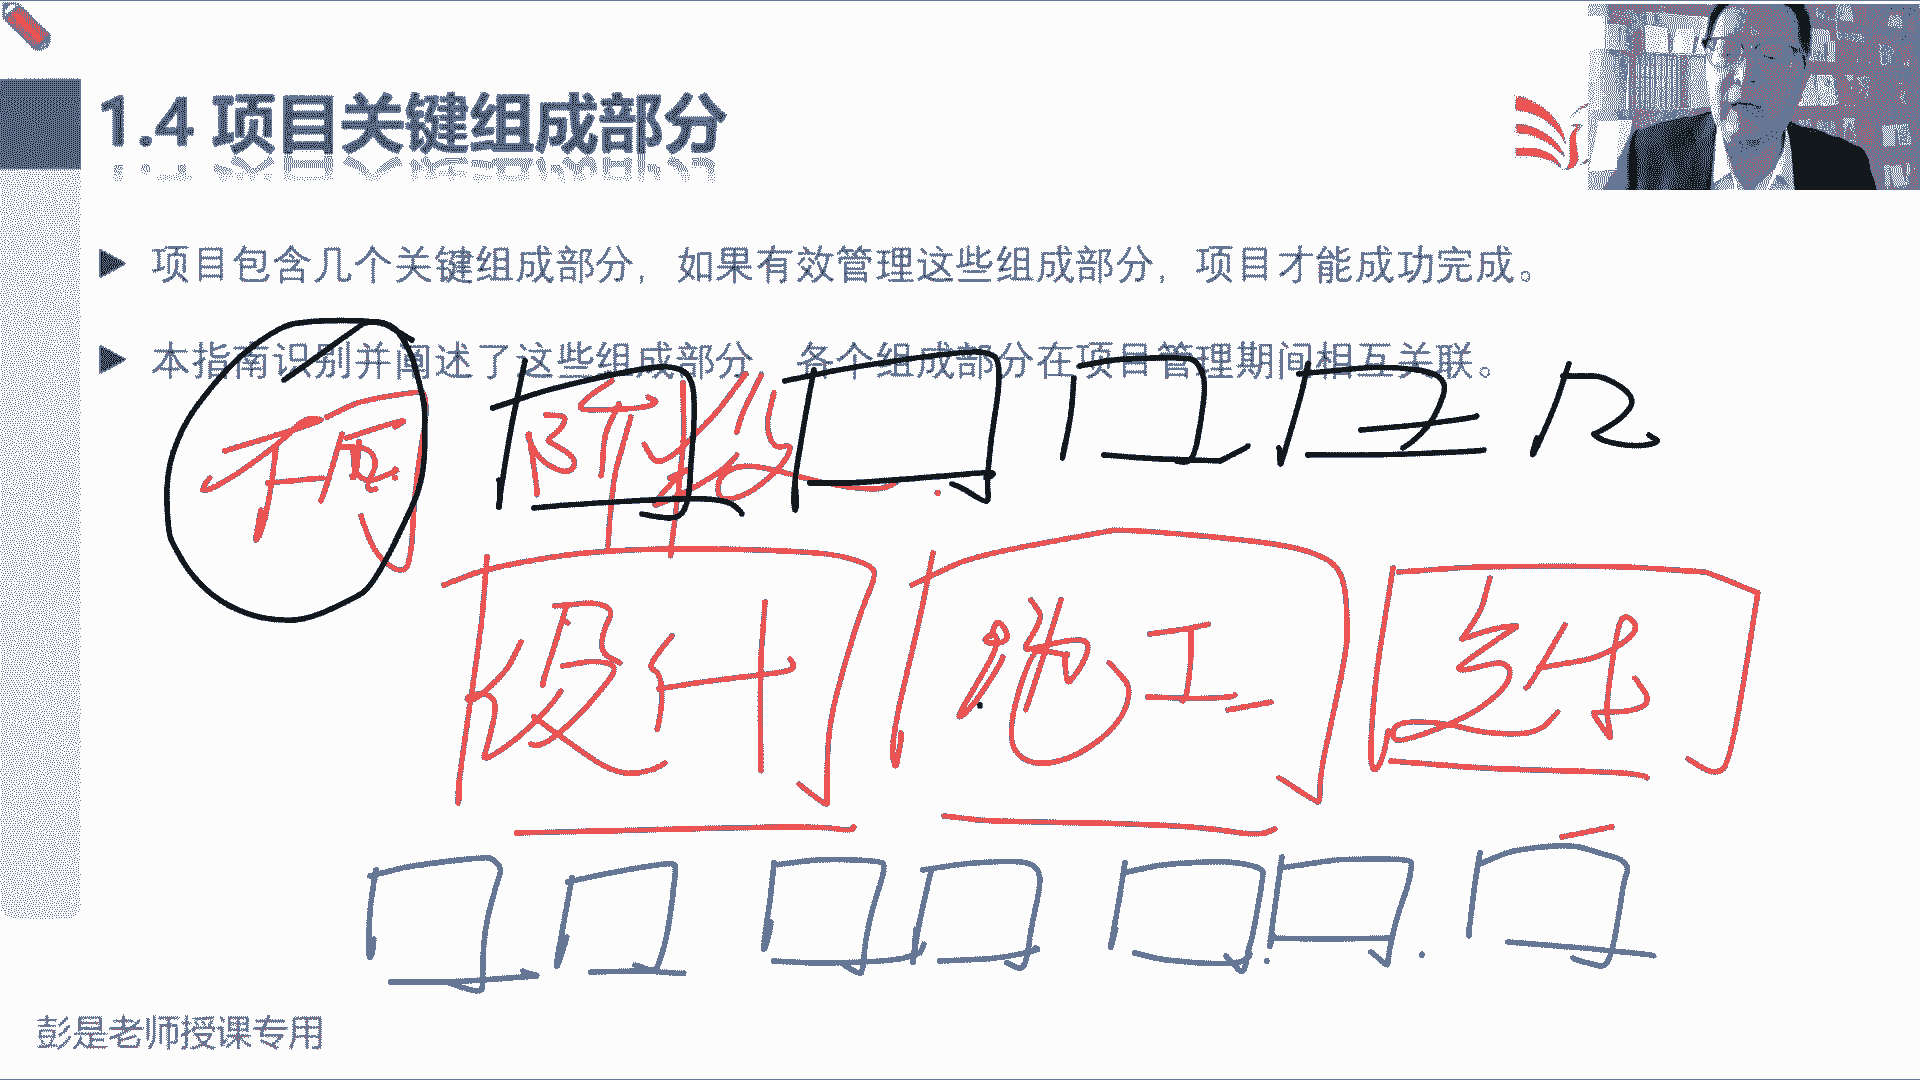 1.4 项目关键组成部分
项目包含几个关键组成部分，如果有效管理这些组成部分，项目才能成功完成。
本指南识别并阐述了这些组成部分，各个组成部分在项目管理期间相互关联。
阶段
设计
施工
彭是老师授课专用